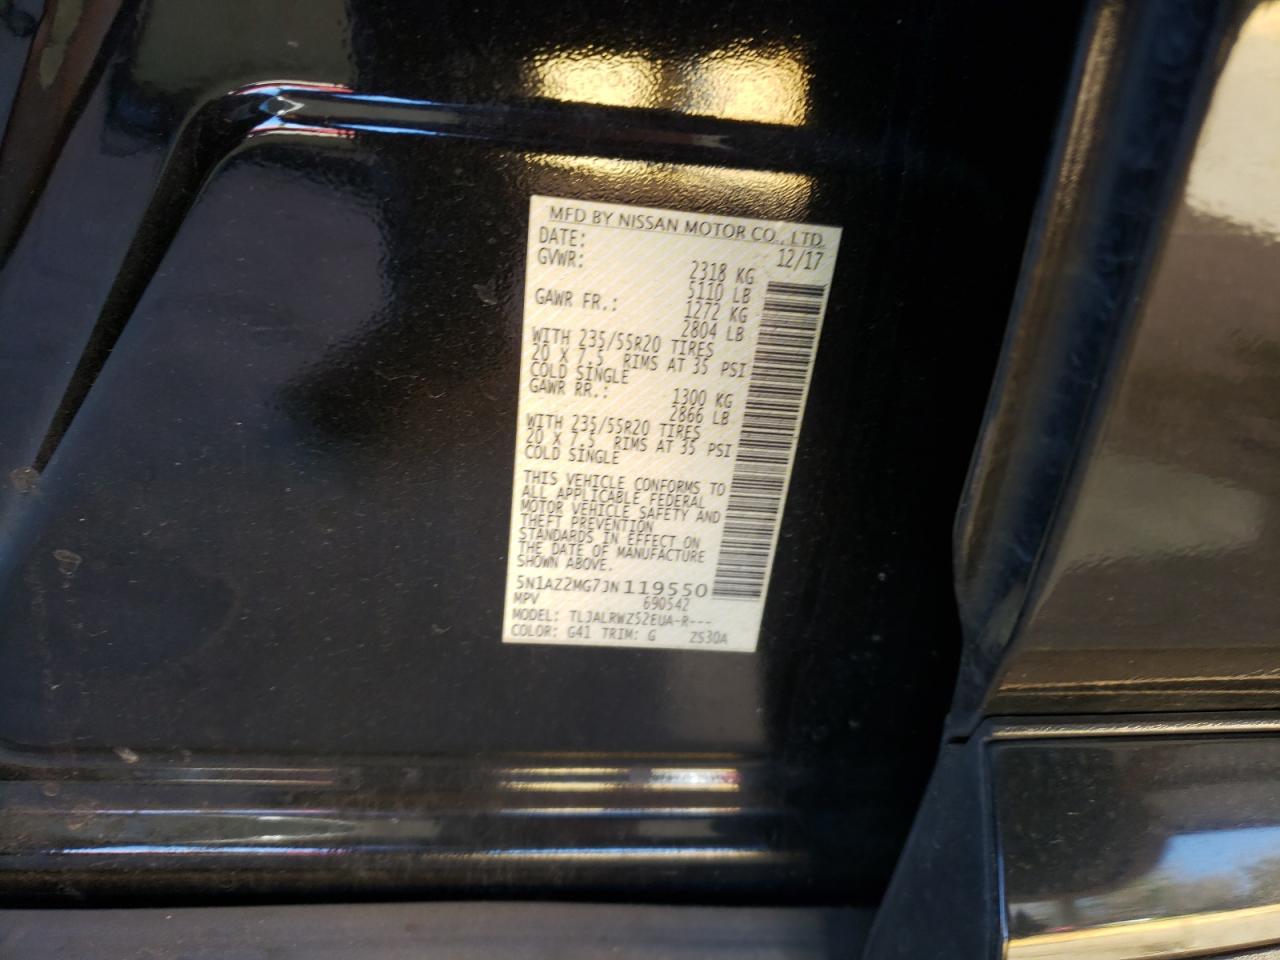 MFD BY NISSAN MOTOR CO., LTD.
DATE: 12/17
GVWR: 2318 KG
5110 LB
GAWR FR.: 1272 KG
2804 LB
WITH 235/55R20 TIRES
20 X 7.5 RIMS AT 35 PSI
COLD SINGLE
GAWR RR.: 1300 KG
2866 LB
WITH 235/55R20 TIRES
20 X 7.5 RIMS AT 35 PSI
COLD SINGLE
THIS VEHICLE CONFORMS TO
ALL APPLICABLE FEDERAL
MOTOR VEHICLE SAFETY AND
THEFT PREVENTION
STANDARDS IN EFFECT ON
THE DATE OF MANUFACTURE
SHOWN ABOVE.
5N1AZ2MG7JN119550
MPV 690542
MODEL: TLJALRWZ52EUA-R---
COLOR: G41 TRIM: G ZS30A